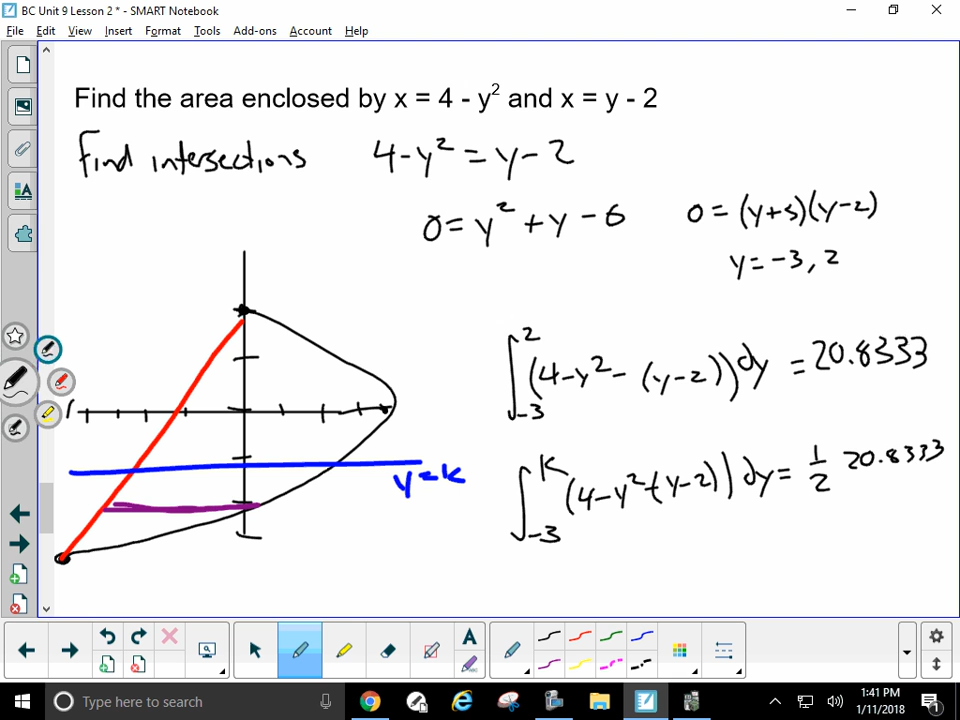 BC Unit 9 Lesson 2 * - SMART Notebook
File Edit View Insert Format Tools Add-ons Account Help
Find the area enclosed by x = 4 - y² and x = y - 2
Find intersections
4-y² = y-2
0 = y² + y - 6
0 = (y+3)(y-2)
y = -3, 2
∫₋₃² (4-y² - (y-2)) dy = 20.8333
∫₋₃ᴷ (4-y²-(y-2)) dy = 1/2 20.8333
y=k
A
Type here to search
1:41 PM
1/11/2018
1